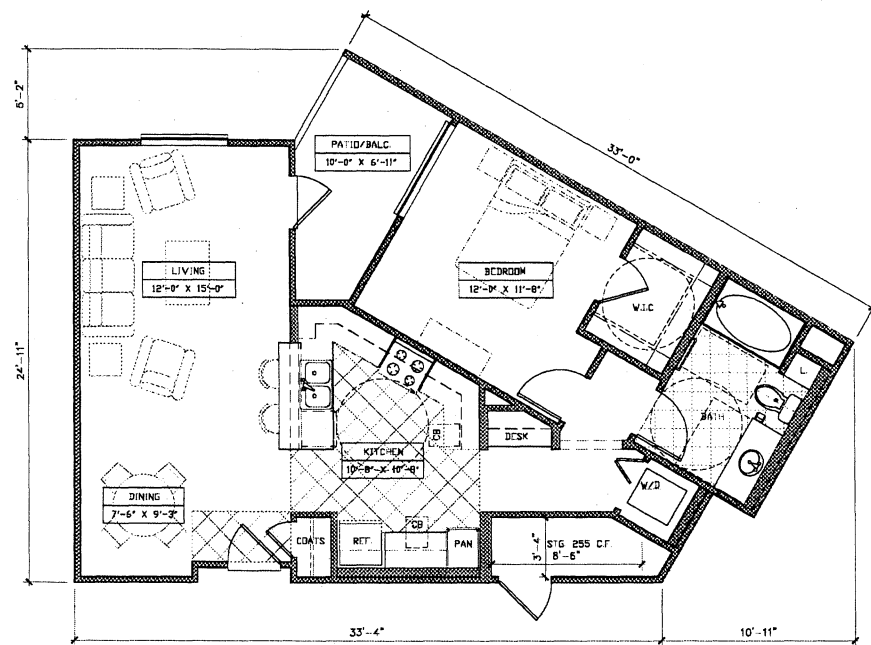 33'-0"
5'-2"
PATIO/BALC.
10'-0" X 6'-11"
LIVING
12'-0" X 15'-0"
BEDROOM
12'-0" X 11'-8"
W.I.C
24'-11"
L.
BATH
DESK
CB
KITCHEN
10'-8" X 10'-8"
W/D
DINING
7'-6" X 9'-3"
COATS
REF.
CB
PAN
3'-4"
STG. 255 C.F.
8'-6"
33'-4"
10'-11"